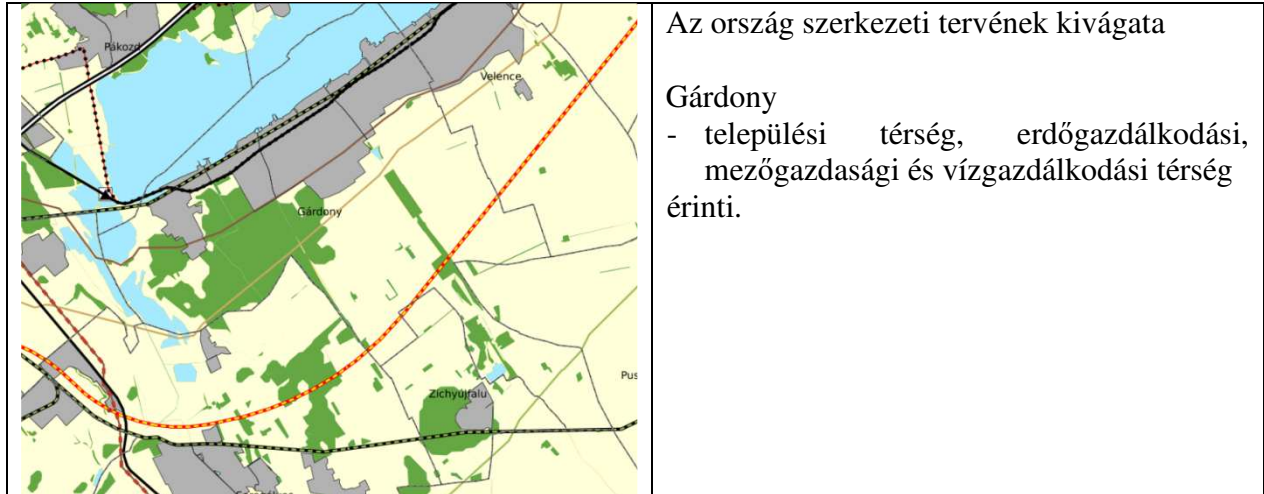 Az ország szerkezeti tervének kivágata
Gárdony
- települési térség, erdőgazdálkodási,
mezőgazdasági és vízgazdálkodási térség
érinti.
Pákozd
Velence
Gárdony
Zichyújfalu
Pus